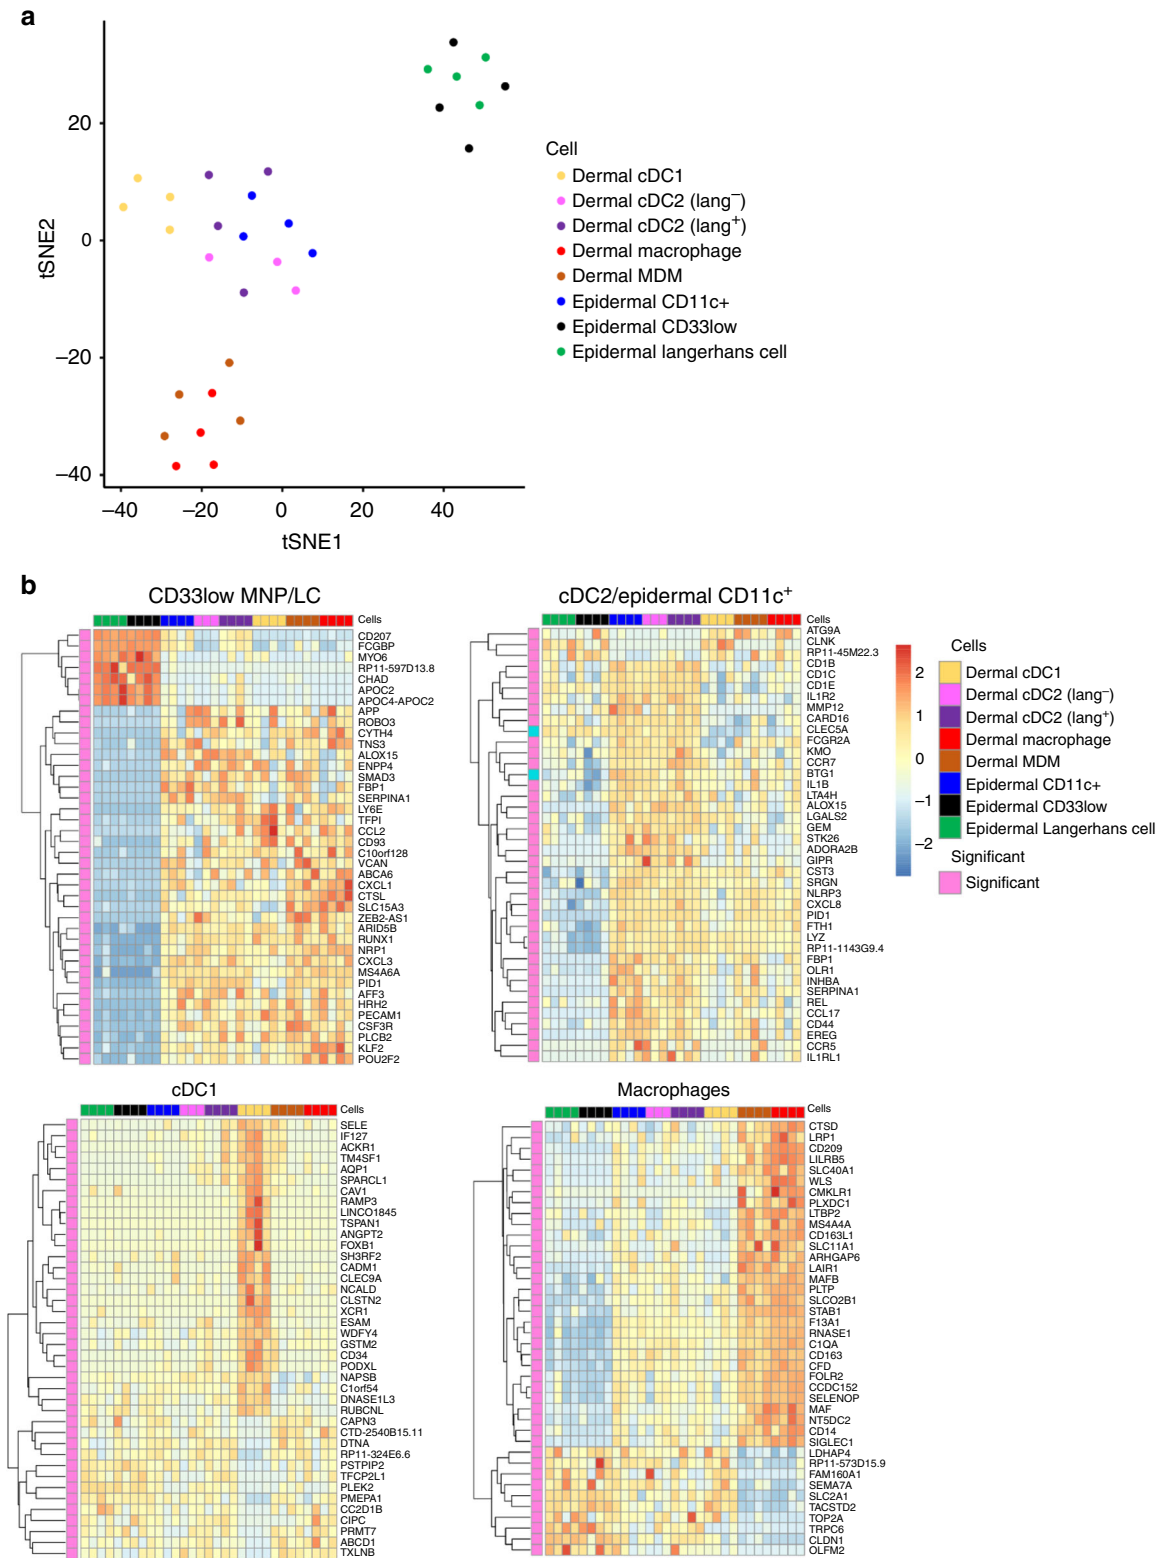 a
20
0
−20
−40
tSNE2
−40
−20
0
20
40
tSNE1
Cell
Dermal cDC1
Dermal cDC2 (lang−)
Dermal cDC2 (lang+)
Dermal macrophage
Dermal MDM
Epidermal CD11c+
Epidermal CD33low
Epidermal langerhans cell
b
CD33low MNP/LC
Cells
CD207
FCGBP
MYO6
RP11-597D13.8
CHAD
APOC2
APOC4-APOC2
APP
ROBO3
CYTH4
TNS3
ALOX15
ENPP4
SMAD3
FBP1
SERPINA1
LY6E
TFPI
CCL2
CD93
C10orf128
VCAN
ABCA6
CXCL1
CTSL
SLC15A3
ZEB2-AS1
ARID5B
RUNX1
NRP1
CXCL3
MS4A6A
PID1
AFF3
HRH2
PECAM1
CSF3R
PLCB2
KLF2
POU2F2
cDC2/epidermal CD11c+
Cells
ATG9A
CLNK
RP11-45M22.3
CD1B
CD1C
CD1E
IL1R2
MMP12
CARD16
CLEC5A
FCGR2A
KMO
CCR7
BTG1
IL1B
LTA4H
ALOX15
LGALS2
GEM
STK26
ADORA2B
GIPR
CST3
SRGN
NLRP3
CXCL8
PID1
FTH1
LYZ
RP11-1143G9.4
FBP1
OLR1
INHBA
SERPINA1
REL
CCL17
CD44
EREG
CCR5
IL1RL1
2
1
0
−1
−2
Cells
Dermal cDC1
Dermal cDC2 (lang−)
Dermal cDC2 (lang+)
Dermal macrophage
Dermal MDM
Epidermal CD11c+
Epidermal CD33low
Epidermal Langerhans cell
Significant
Significant
cDC1
Cells
SELE
IF127
ACKR1
TM4SF1
AQP1
SPARCL1
CAV1
RAMP3
LINCO1845
TSPAN1
ANGPT2
FOXB1
SH3RF2
CADM1
CLEC9A
NCALD
CLSTN2
XCR1
ESAM
WDFY4
GSTM2
CD34
PODXL
NAPSB
C1orf54
DNASE1L3
RUBCNL
CAPN3
CTD-2540B15.11
DTNA
RP11-324E6.6
PSTPIP2
TFCP2L1
PLEK2
PMEPA1
CC2D1B
CIPC
PRMT7
ABCD1
TXLNB
Macrophages
Cells
CTSD
LRP1
CD209
LILRB5
SLC40A1
WLS
CMKLR1
PLXDC1
LTBP2
MS4A4A
CD163L1
SLC11A1
ARHGAP6
LAIR1
MAFB
PLTP
SLCO2B1
STAB1
F13A1
RNASE1
C1QA
CD163
CFD
FOLR2
CCDC152
SELENOP
MAF
NT5DC2
CD14
SIGLEC1
LDHAP4
RP11-573D15.9
FAM160A1
SEMA7A
SLC2A1
TACSTD2
TOP2A
TRPC6
CLDN1
OLFM2